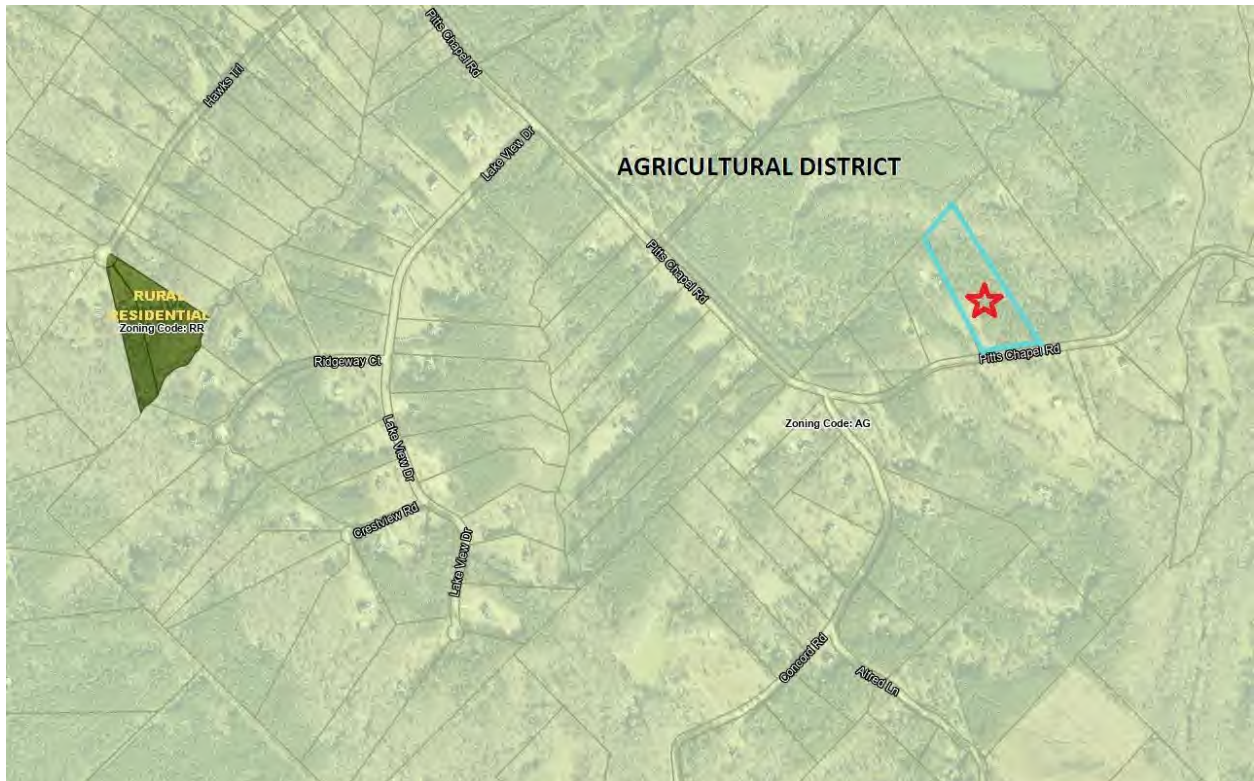 Pitts Chapel Rd
Hawks Trl
Lake View Dr
AGRICULTURAL DISTRICT
Pitts Chapel Rd
RURAL
RESIDENTIAL
Zoning Code: RR
Pitts Chapel Rd
Ridgeway Ct
Zoning Code: AG
Lake View Dr
Crestview Rd
Lake View Dr
Concord Rd
Alfred Ln